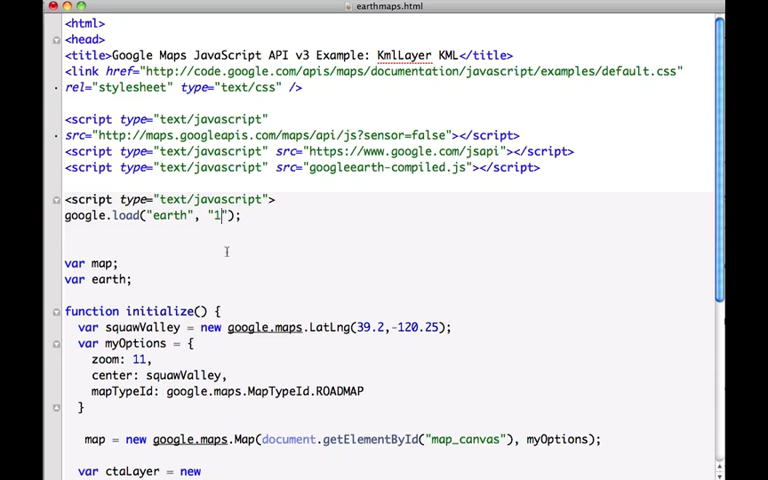 earthmaps.html
<html>
<head>
<title>Google Maps JavaScript API v3 Example: KmlLayer KML</title>
<link href="http://code.google.com/apis/maps/documentation/javascript/examples/default.css"
rel="stylesheet" type="text/css" />
<script type="text/javascript"
src="http://maps.googleapis.com/maps/api/js?sensor=false"></script>
<script type="text/javascript" src="https://www.google.com/jsapi"></script>
<script type="text/javascript" src="googleearth-compiled.js"></script>
<script type="text/javascript">
google.load("earth", "1");
var map;
var earth;
function initialize() {
var squawValley = new google.maps.LatLng(39.2,-120.25);
var myOptions = {
zoom: 11,
center: squawValley,
mapTypeId: google.maps.MapTypeId.ROADMAP
}
map = new google.maps.Map(document.getElementById("map_canvas"), myOptions);
var ctaLayer = new